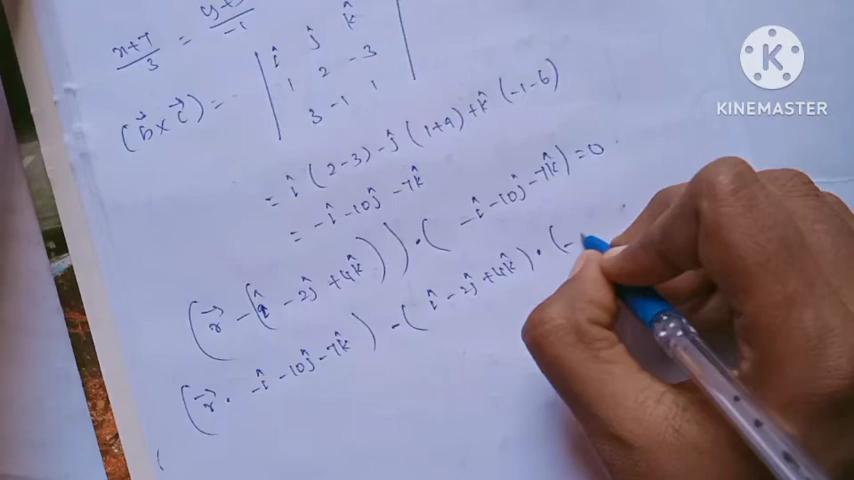 (x+7)/3 = (y+5)/-1
î ĵ k̂
1 2 -3
(b⃗ × c⃗) =
3 -1 1
= î (2-3) - ĵ (1+9) + k̂ (-1-6)
= -î -10ĵ -7k̂
(r⃗ - (î - 2ĵ + 4k̂)) · (-î -10ĵ -7k̂) = 0
(r⃗ · -î -10ĵ -7k̂) - (î - 2ĵ + 4k̂) · (-
(
K
KINEMASTER